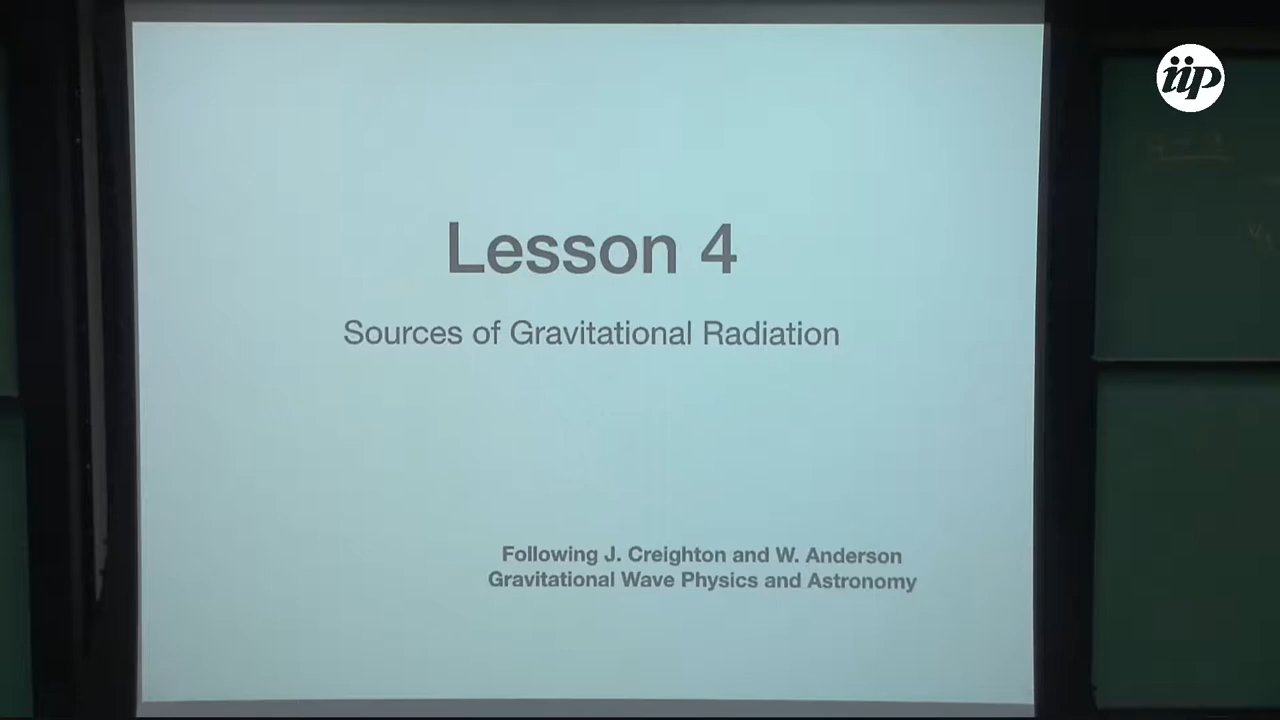 iip
Lesson 4
Sources of Gravitational Radiation
Following J. Creighton and W. Anderson
Gravitational Wave Physics and Astronomy